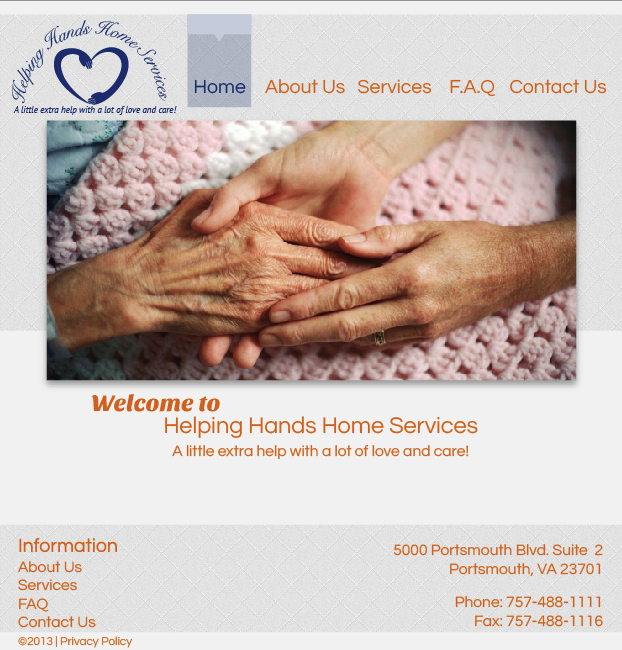 Helping Hands Home Services
A little extra help with a lot of love and care!
Home About Us Services F.A.Q Contact Us
Welcome to
Helping Hands Home Services
A little extra help with a lot of love and care!
Information
About Us
Services
FAQ
Contact Us
©2013 | Privacy Policy
5000 Portsmouth Blvd. Suite 2
Portsmouth, VA 23701
Phone: 757-488-1111
Fax: 757-488-1116